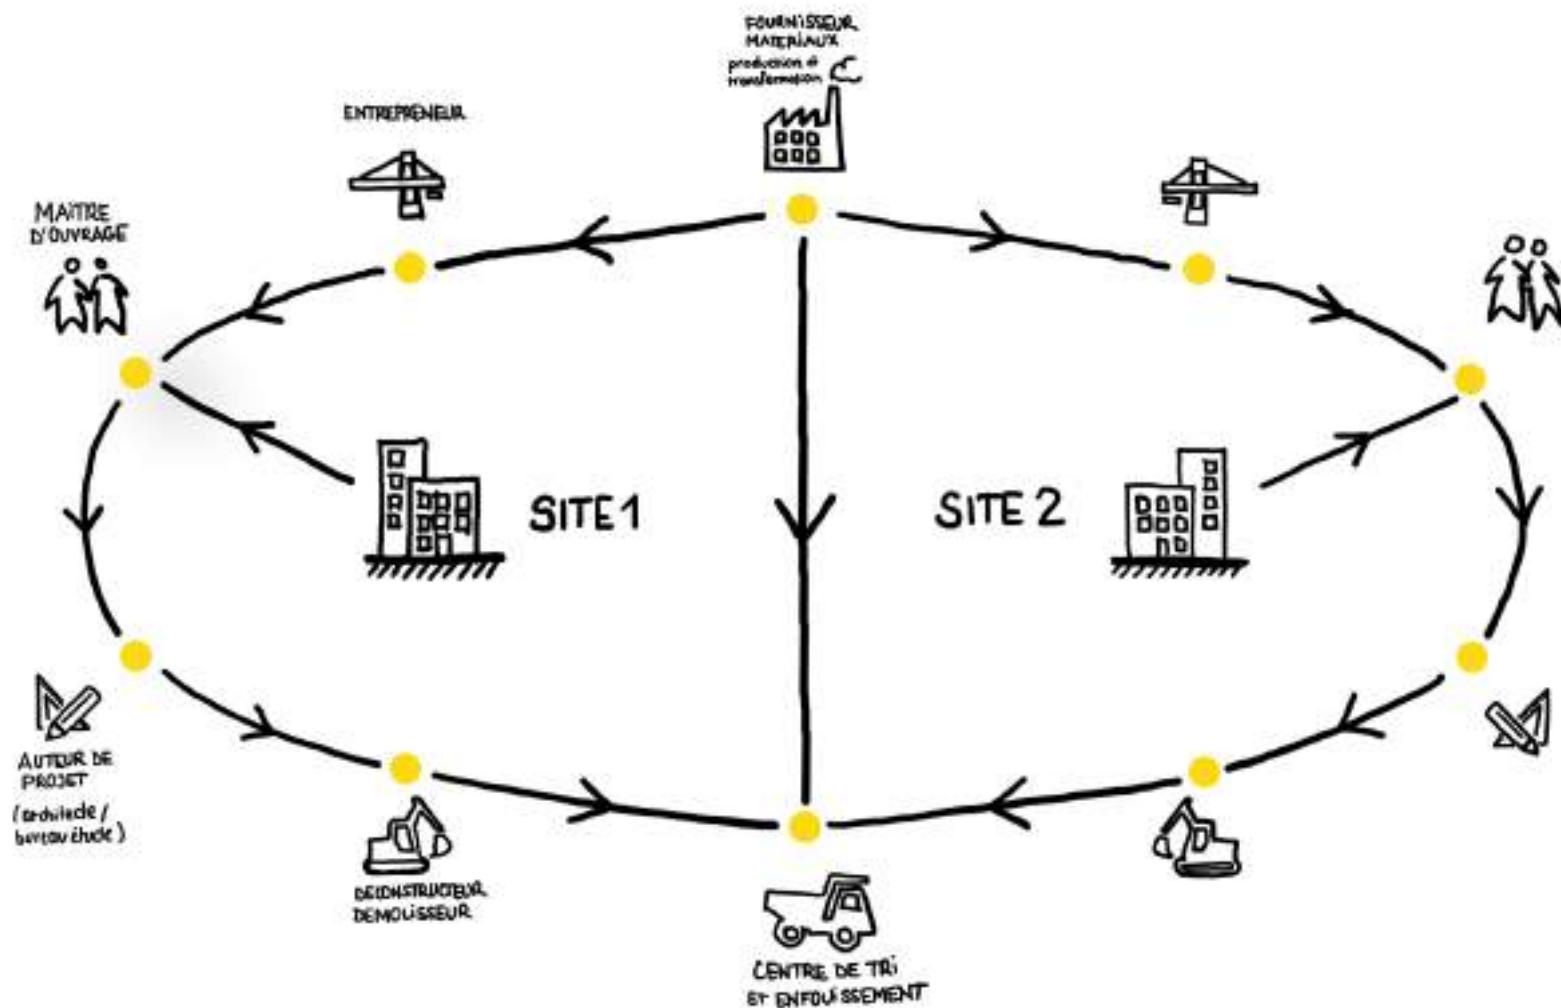 FOURNISSEUR
MATERIAUX
production &
transformation
ENTREPRENEUR
MAÎTRE
D'OUVRAGE
SITE 1
SITE 2
AUTEUR DE
PROJET
(architecte/
bureau étude)
DECONSTRUCTEUR
DEMOLISSEUR
CENTRE DE TRI
ET ENFOUISSEMENT